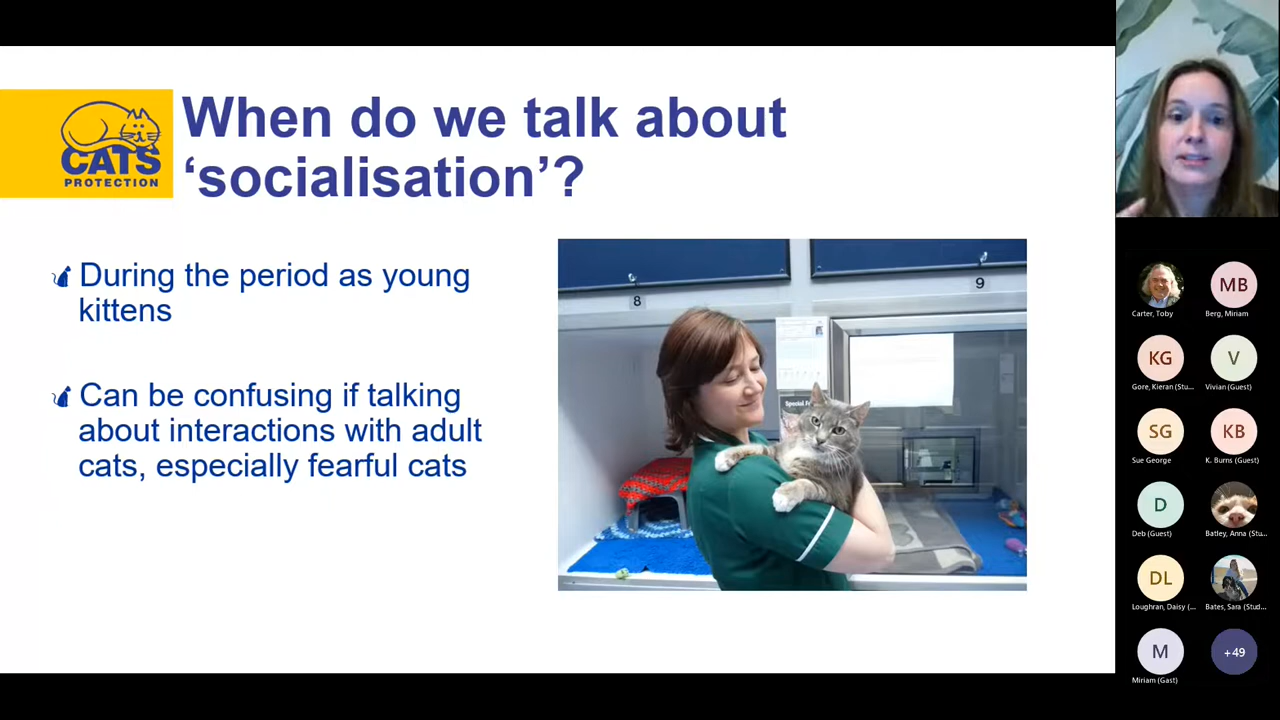 CATS
PROTECTION
When do we talk about
‘socialisation’?
During the period as young
kittens
Can be confusing if talking
about interactions with adult
cats, especially fearful cats
8
9
Carter, Toby
MB
Berg, Miriam
KG
Gore, Kieran (Stu...
V
Vivian (Guest)
SG
Sue George
KB
K. Burns (Guest)
D
Deb (Guest)
Batley, Anna (Stu...
DL
Loughran, Daisy (...
Bates, Sara (Stud...
M
Miriam (Gast)
+49